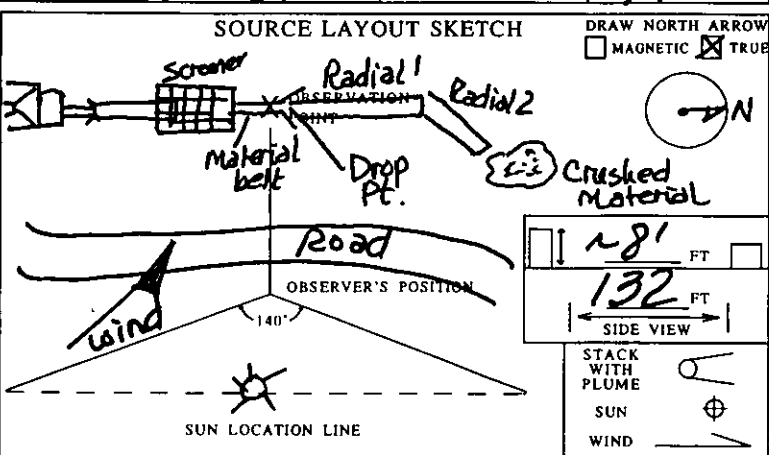 SOURCE LAYOUT SKETCH
DRAW NORTH ARROW
MAGNETIC TRUE
Screener
Radial 1
Radial 2
N
OBSERVATION
POINT
Material
belt
Drop
Pt.
Crushed
Material
Road
~8' FT
132 FT
SIDE VIEW
OBSERVER'S POSITION
140°
Wind
SUN LOCATION LINE
STACK
WITH
PLUME
SUN
WIND